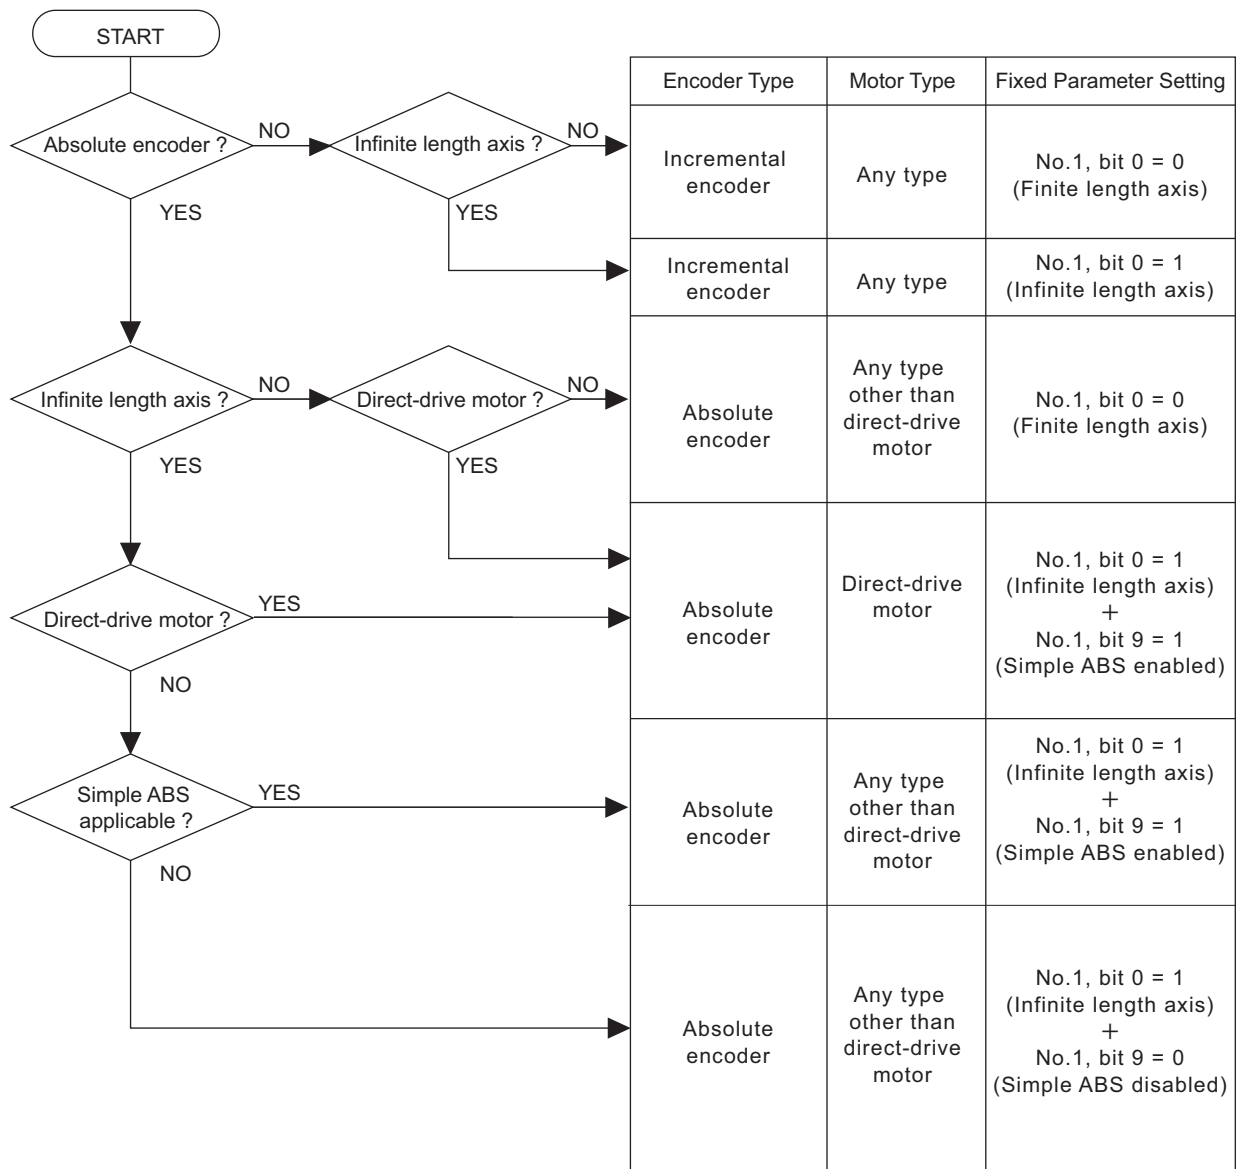 START
Absolute encoder ?
NO
Infinite length axis ?
NO
YES
YES
Infinite length axis ?
NO
Direct-drive motor ?
NO
YES
YES
Direct-drive motor ?
YES
NO
Simple ABS
applicable ?
YES
NO
Encoder Type
Motor Type
Fixed Parameter Setting
Incremental
encoder
Any type
No.1, bit 0 = 0
(Finite length axis)
Incremental
encoder
Any type
No.1, bit 0 = 1
(Infinite length axis)
Absolute
encoder
Any type
other than
direct-drive
motor
No.1, bit 0 = 0
(Finite length axis)
Absolute
encoder
Direct-drive
motor
No.1, bit 0 = 1
(Infinite length axis)
+
No.1, bit 9 = 1
(Simple ABS enabled)
Absolute
encoder
Any type
other than
direct-drive
motor
No.1, bit 0 = 1
(Infinite length axis)
+
No.1, bit 9 = 1
(Simple ABS enabled)
Absolute
encoder
Any type
other than
direct-drive
motor
No.1, bit 0 = 1
(Infinite length axis)
+
No.1, bit 9 = 0
(Simple ABS disabled)